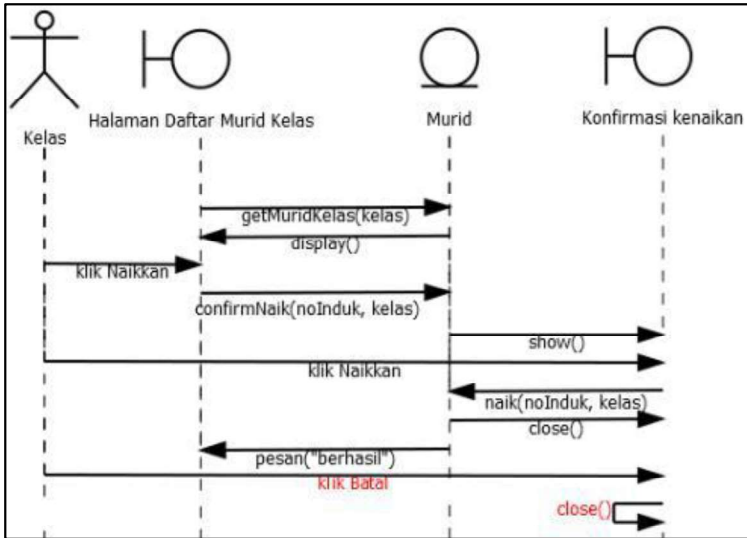 Kelas
Halaman Daftar Murid Kelas
Murid
Konfirmasi kenaikan
getMuridKelas(kelas)
display()
klik Naikkan
confirmNaik(noInduk, kelas)
show()
klik Naikkan
naik(noInduk, kelas)
close()
pesan("berhasil")
klik Batal
close()